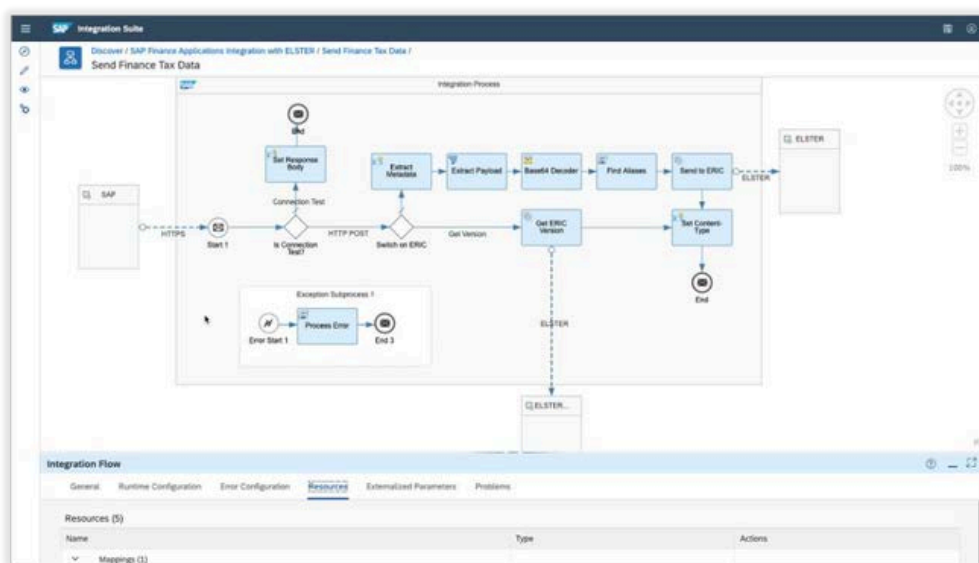 SAP Integration Suite
Discover / SAP Finance Applications Integration with ELSTER / Send Finance Tax Data /
Send Finance Tax Data
SAP
Integration Process
End
Set Response
Body
Connection Test
Extract
Metadata
Extract Payload
Base64 Decoder
Find Aliases
Send to ERIC
ELSTER
ELSTER
SAP
HTTPS
Start 1
Is Connection
Test?
HTTP POST
Switch on ERIC
Get Version
Get ERIC
Version
Set Content-
Type
End
100%
Exception Subprocess 1
Error Start 1
Process Error
End 3
ELSTER
ELSTER...
Integration Flow
General
Runtime Configuration
Error Configuration
Resources
Externalized Parameters
Problems
Resources (5)
Name
Type
Actions
Mappings (1)